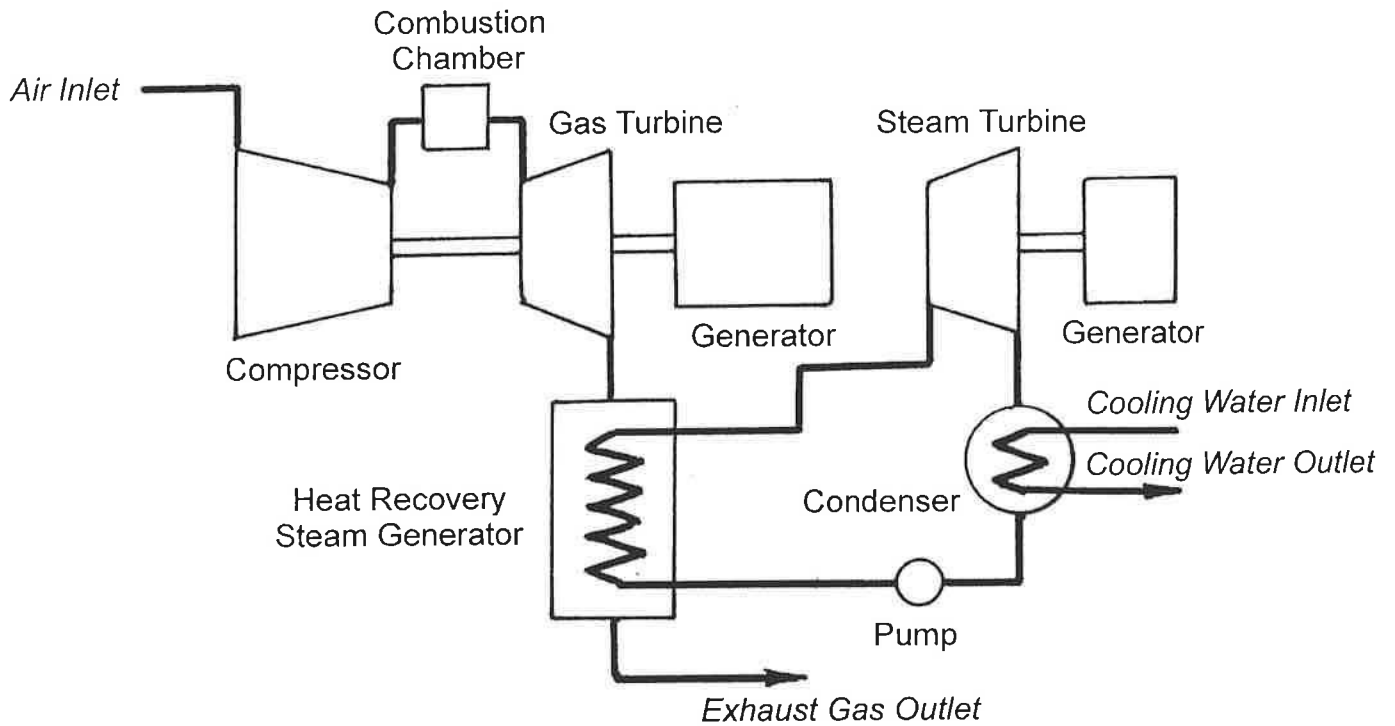 Combustion
Chamber
Air Inlet
Gas Turbine
Steam Turbine
Generator
Generator
Compressor
Cooling Water Inlet
Cooling Water Outlet
Heat Recovery
Steam Generator
Condenser
Pump
Exhaust Gas Outlet